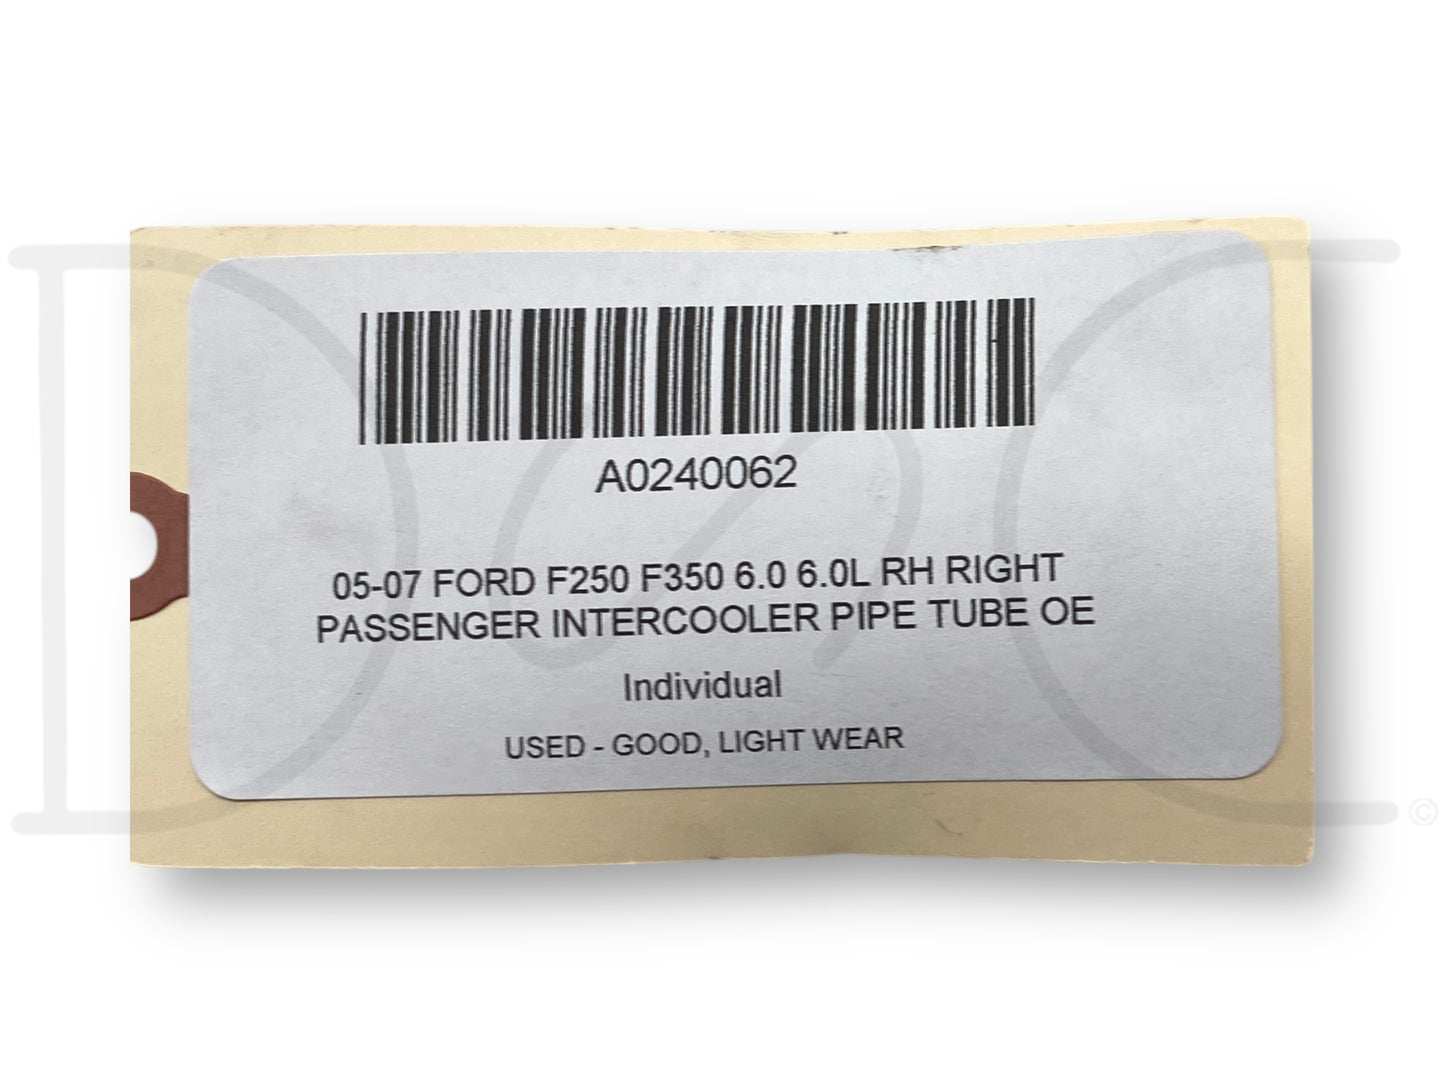 A0240062
05-07 FORD F250 F350 6.0 6.0L RH RIGHT
PASSENGER INTERCOOLER PIPE TUBE OE
Individual
USED - GOOD, LIGHT WEAR
©